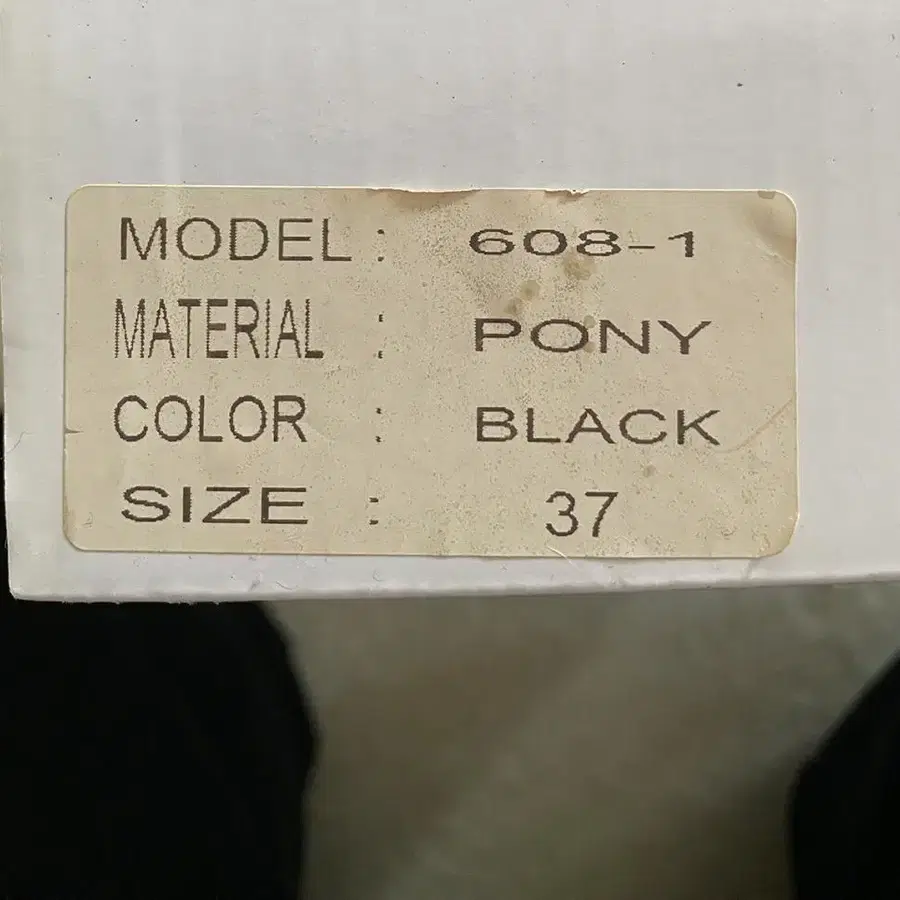 MODEL : 608-1
MATERIAL : PONY
COLOR : BLACK
SIZE : 37